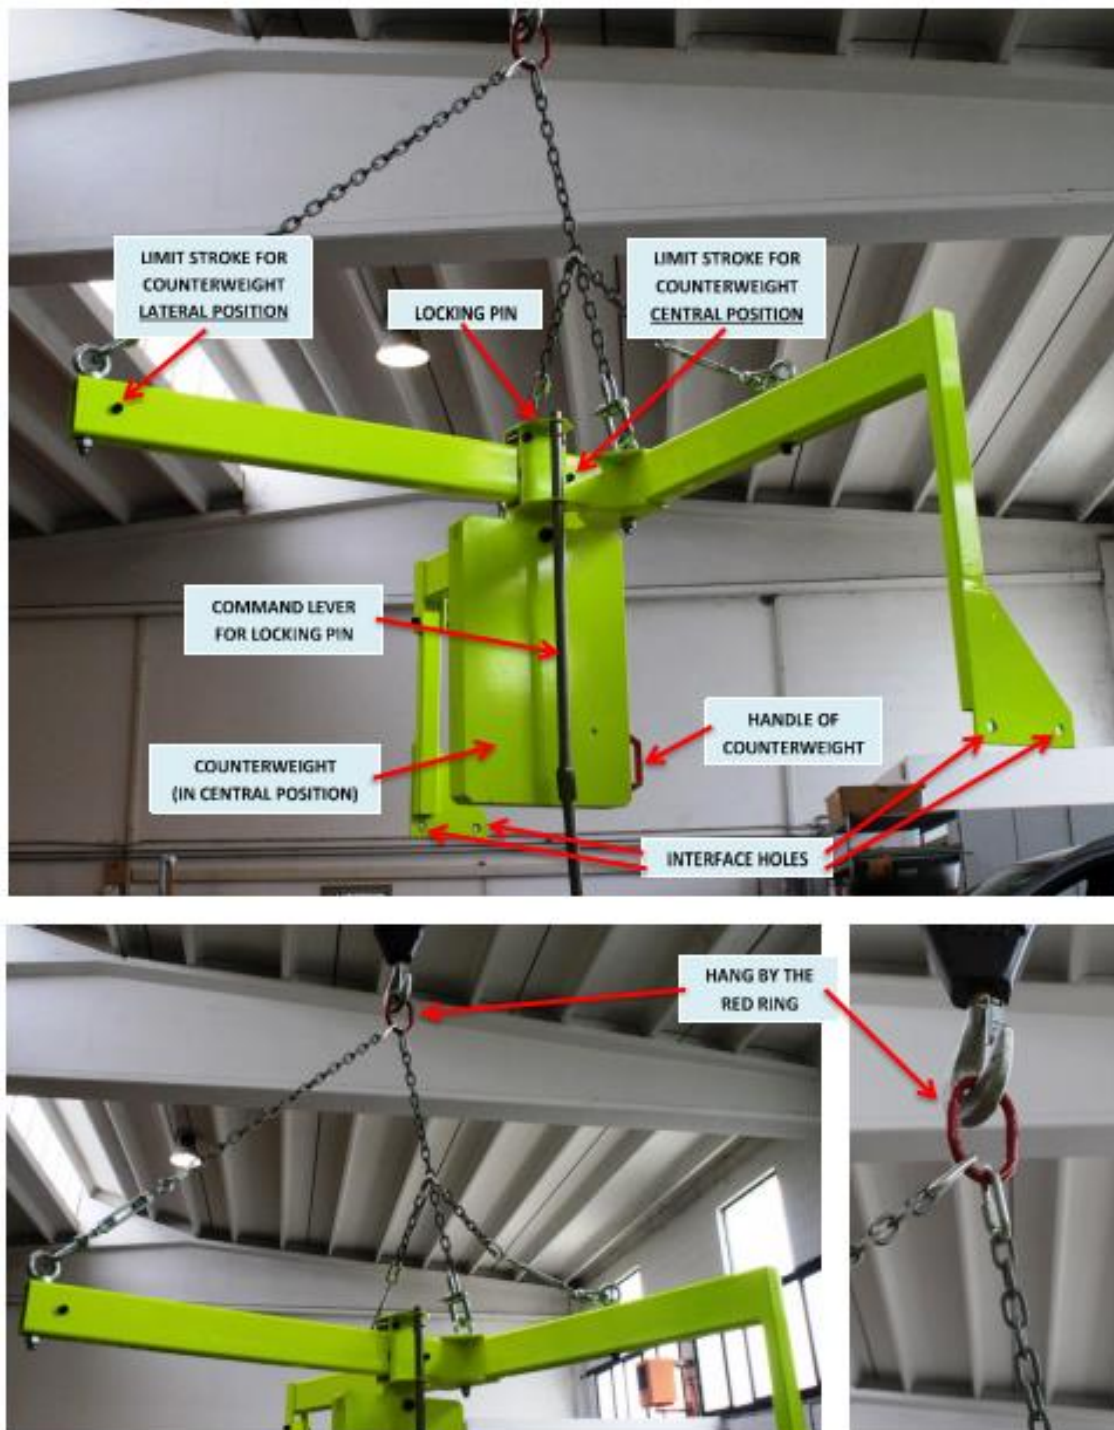 LIMIT STROKE FOR
COUNTERWEIGHT
LATERAL POSITION
LOCKING PIN
LIMIT STROKE FOR
COUNTERWEIGHT
CENTRAL POSITION
COMMAND LEVER
FOR LOCKING PIN
HANDLE OF
COUNTERWEIGHT
COUNTERWEIGHT
(IN CENTRAL POSITION)
INTERFACE HOLES
HANG BY THE
RED RING